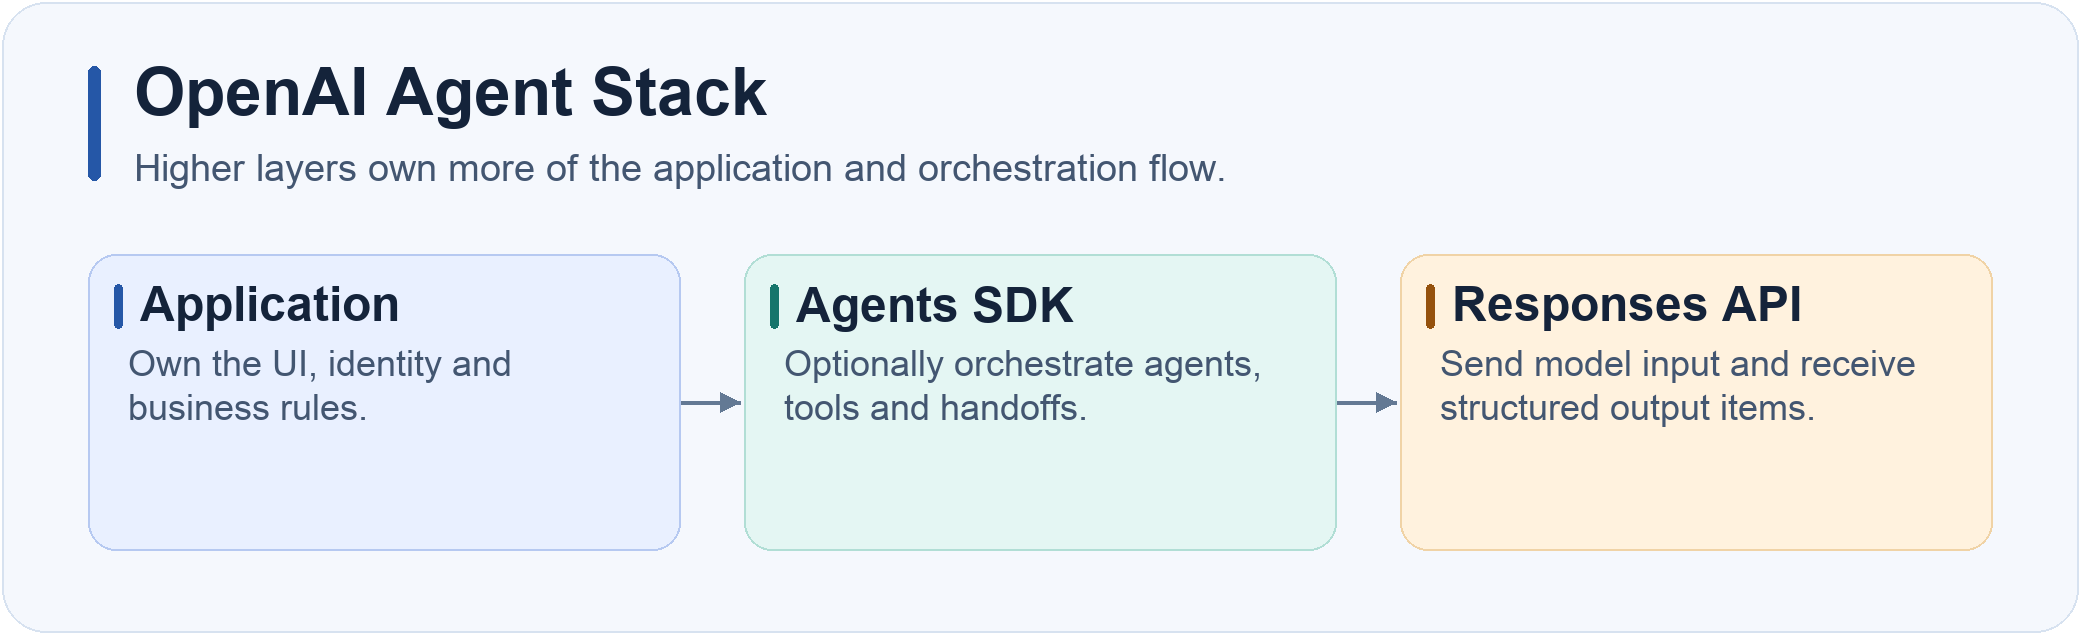 OpenAI Agent Stack
Higher layers own more of the application and orchestration flow.
Application
Own the UI, identity and
business rules.
Agents SDK
Optionally orchestrate agents,
tools and handoffs.
Responses API
Send model input and receive
structured output items.